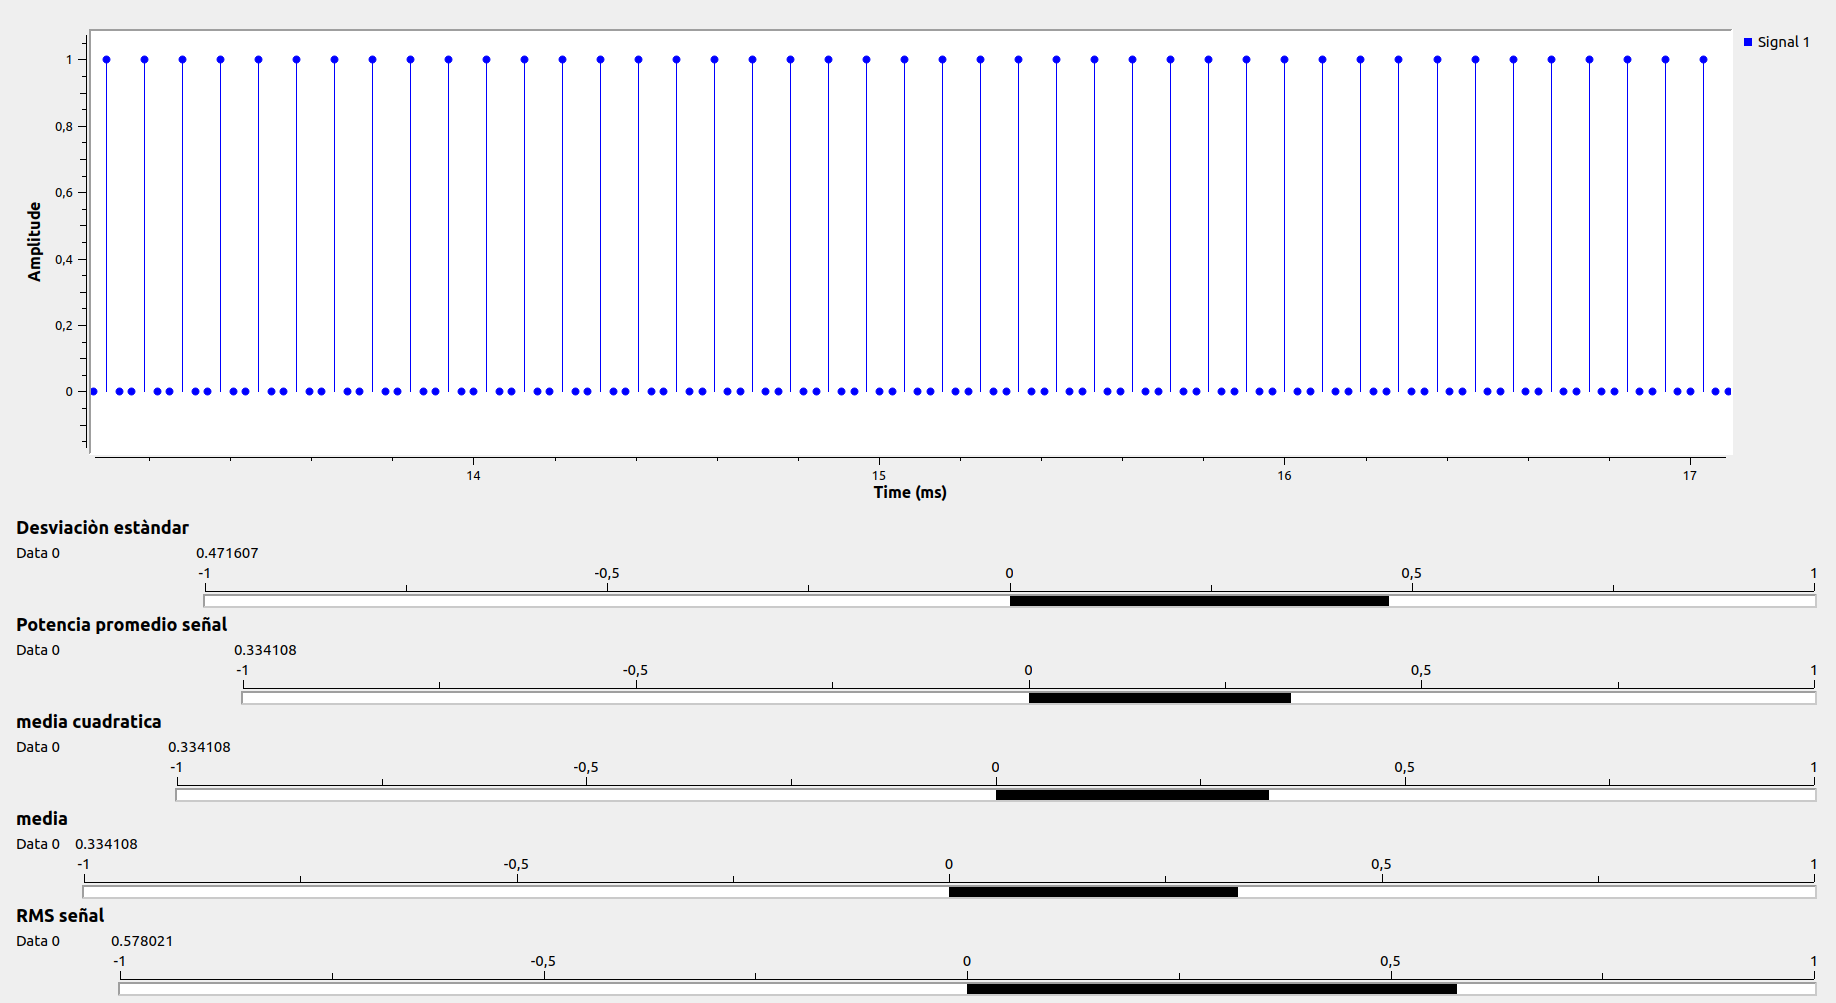 Signal 1
1
0,8
0,6
0,4
0,2
0
Amplitude
14 15 16 17
Time (ms)
Desviaciòn estàndar
Data 0 0.471607
-1 -0,5 0 0,5 1
Potencia promedio señal
Data 0 0.334108
-1 -0,5 0 0,5 1
media cuadratica
Data 0 0.334108
-1 -0,5 0 0,5 1
media
Data 0 0.334108
-1 -0,5 0 0,5 1
RMS señal
Data 0 0.578021
-1 -0,5 0 0,5 1